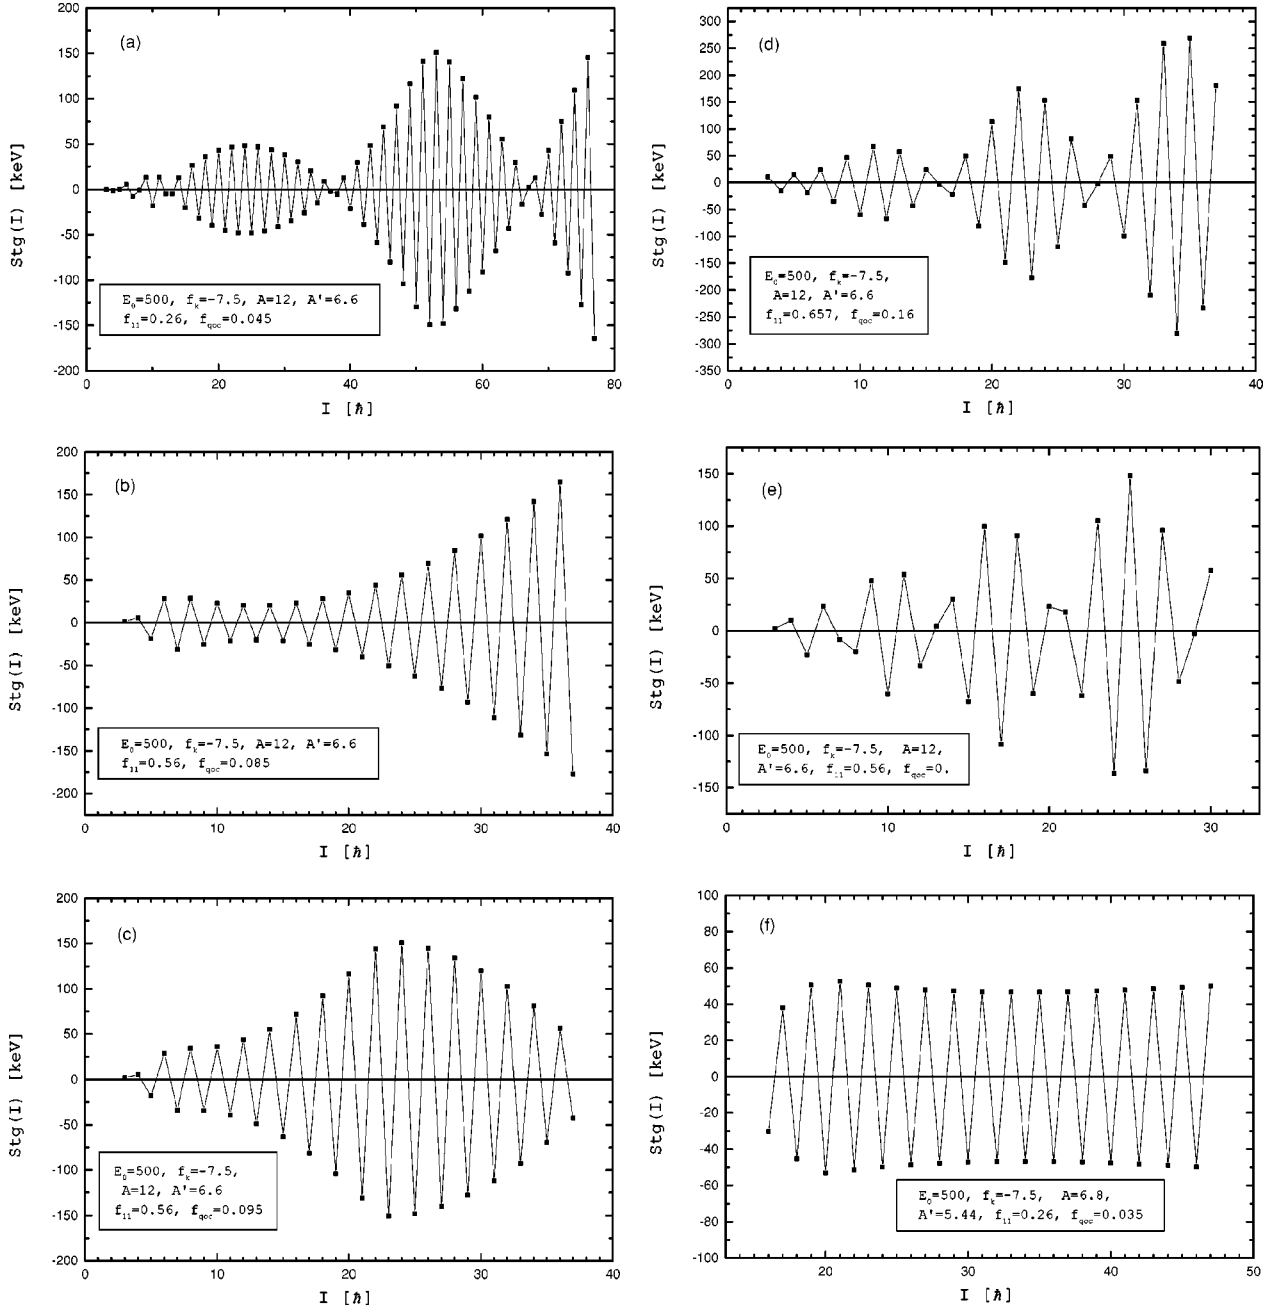 (a)
Stg(I) [keV]
200
150
100
50
0
-50
-100
-150
-200
E₀=500, fₖ=-7.5, A=12, A'=6.6
f₁₁=0.26, f_qoc=0.045
0 20 40 60 80
I [ħ]
(b)
Stg(I) [keV]
200
150
100
50
0
-50
-100
-150
-200
E₀=500, fₖ=-7.5, A=12, A'=6.6
f₁₁=0.56, f_qoc=0.085
0 10 20 30 40
I [ħ]
(c)
Stg(I) [keV]
200
150
100
50
0
-50
-100
-150
-200
E₀=500, fₖ=-7.5,
A=12, A'=6.6
f₁₁=0.56, f_qoc=0.095
0 10 20 30 40
I [ħ]
(d)
Stg(I) [keV]
300
250
200
150
100
50
0
-50
-100
-150
-200
-250
-300
-350
E₀=500, fₖ=-7.5,
A=12, A'=6.6
f₁₁=0.657, f_qoc=0.16
0 10 20 30 40
I [ħ]
(e)
Stg(I) [keV]
150
100
50
0
-50
-100
-150
E₀=500, fₖ=-7.5, A=12,
A'=6.6, f₁₁=0.56, f_qoc=0.
0 10 20 30
I [ħ]
(f)
Stg(I) [keV]
100
80
60
40
20
0
-20
-40
-60
-80
-100
E₀=500, fₖ=-7.5, A=6.8,
A'=5.44, f₁₁=0.26, f_qoc=0.035
20 30 40 50
I [ħ]